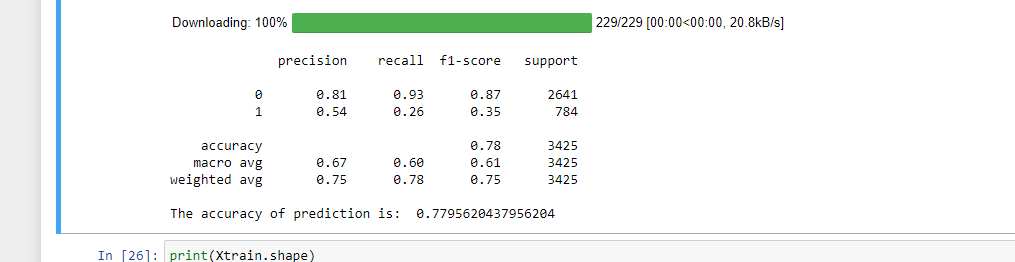 Downloading: 100% 229/229 [00:00<00:00, 20.8kB/s]
precision recall f1-score support
0 0.81 0.93 0.87 2641
1 0.54 0.26 0.35 784
accuracy 0.78 3425
macro avg 0.67 0.60 0.61 3425
weighted avg 0.75 0.78 0.75 3425
The accuracy of prediction is: 0.7795620437956204
In [26]: print(Xtrain.shape)